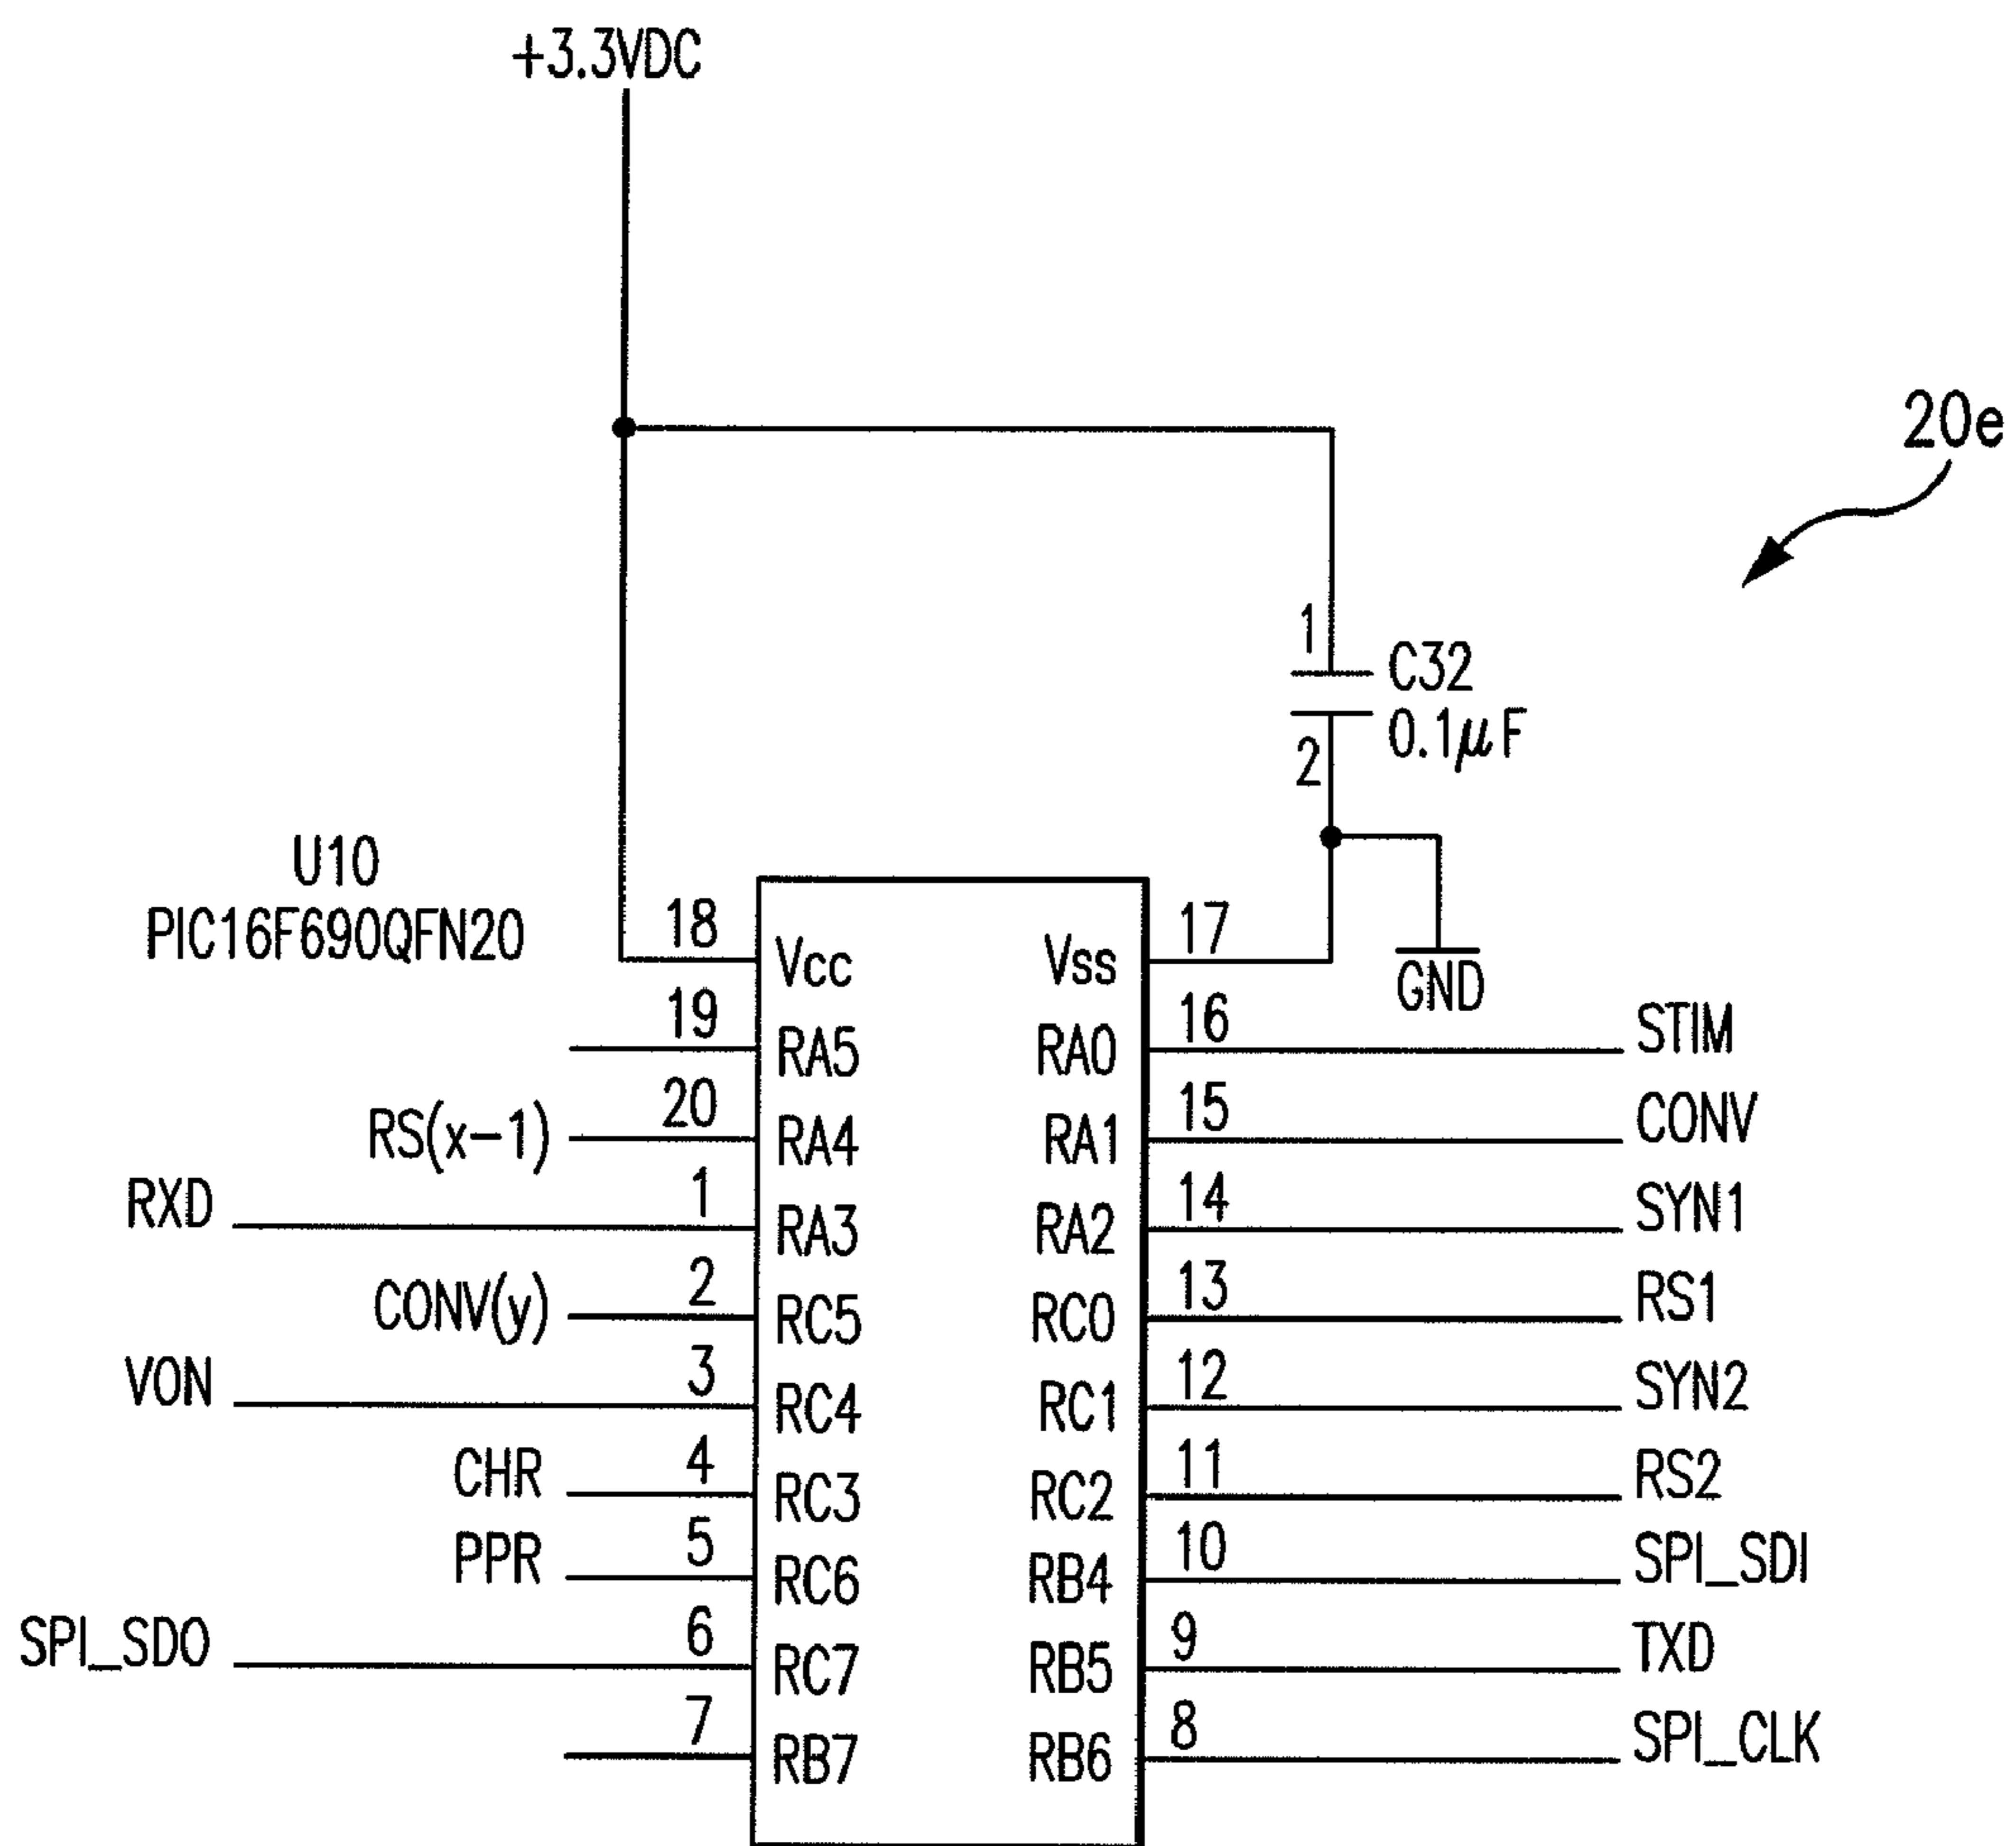 +3.3VDC
20e
1
C32
0.1μF
2
U10
PIC16F690QFN20
18 Vcc Vss 17
GND
19 RA5 RA0 16 STIM
RS(x-1) 20 RA4 RA1 15 CONV
RXD 1 RA3 RA2 14 SYN1
CONV(y) 2 RC5 RC0 13 RS1
VON 3 RC4 RC1 12 SYN2
CHR 4 RC3 RC2 11 RS2
PPR 5 RC6 RB4 10 SPI_SDI
SPI_SDO 6 RC7 RB5 9 TXD
7 RB7 RB6 8 SPI_CLK